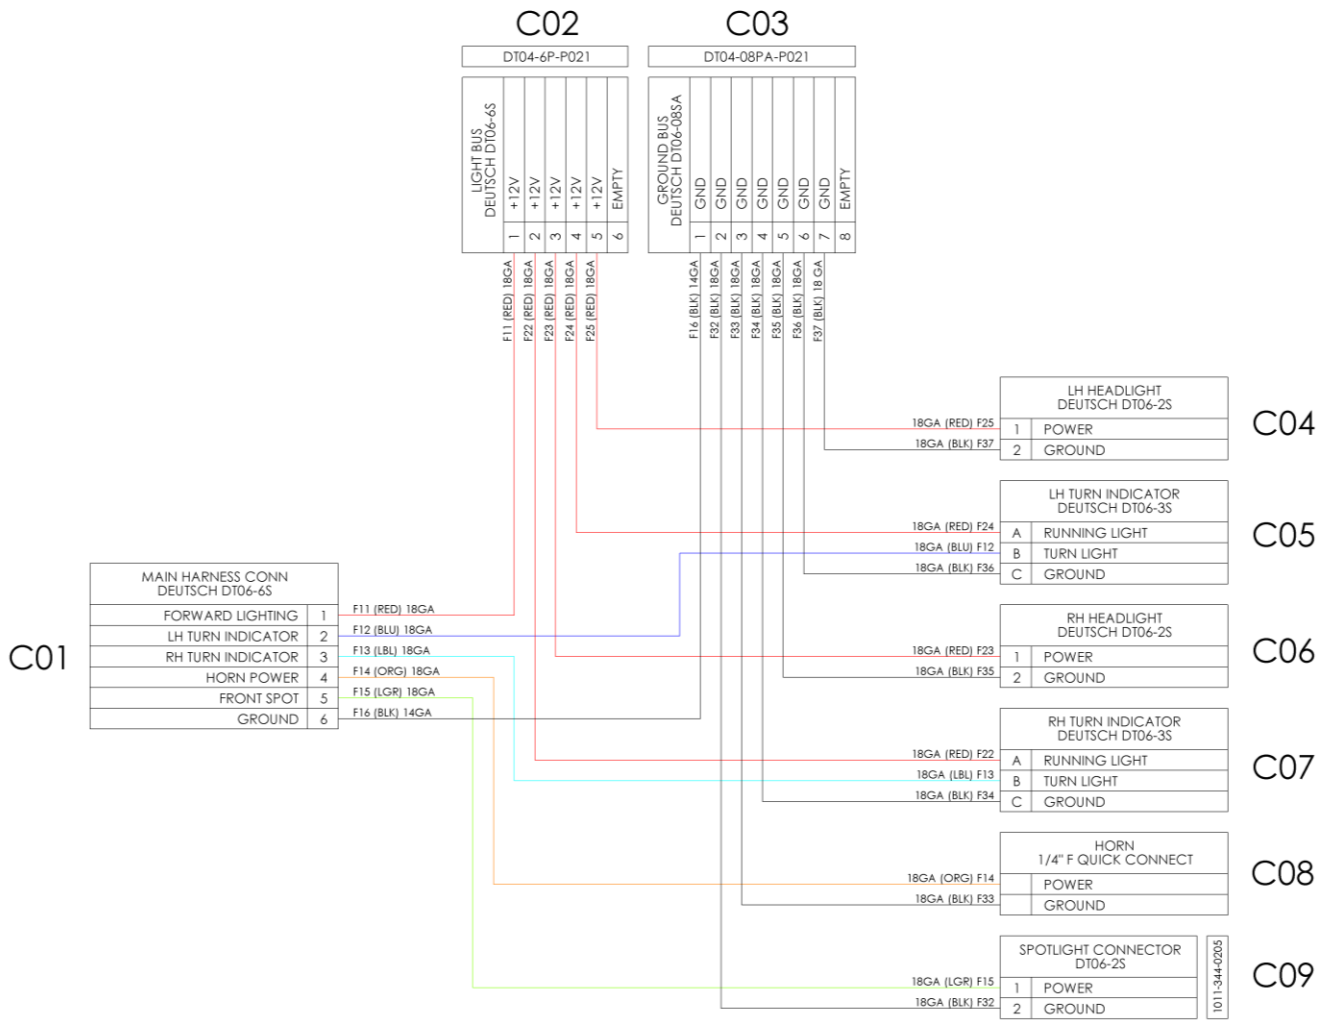 C02
C03
DT04-6P-P021
DT04-08PA-P021
LIGHT BUS
DEUTSCH DT06-6S
1 +12V
2 +12V
3 +12V
4 +12V
5 +12V
6 EMPTY
GROUND BUS
DEUTSCH DT06-08SA
1 GND
2 GND
3 GND
4 GND
5 GND
6 GND
7 GND
8 EMPTY
F11 (RED) 18GA
F22 (RED) 18GA
F23 (RED) 18GA
F24 (RED) 18GA
F25 (RED) 18GA
F16 (BLK) 14GA
F32 (BLK) 18GA
F33 (BLK) 18GA
F34 (BLK) 18GA
F35 (BLK) 18GA
F36 (BLK) 18GA
F37 (BLK) 18 GA
LH HEADLIGHT
DEUTSCH DT06-2S
18GA (RED) F25 1 POWER
18GA (BLK) F37 2 GROUND
C04
LH TURN INDICATOR
DEUTSCH DT06-3S
18GA (RED) F24 A RUNNING LIGHT
18GA (BLU) F12 B TURN LIGHT
18GA (BLK) F36 C GROUND
C05
MAIN HARNESS CONN
DEUTSCH DT06-6S
FORWARD LIGHTING 1 F11 (RED) 18GA
LH TURN INDICATOR 2 F12 (BLU) 18GA
RH TURN INDICATOR 3 F13 (LBL) 18GA
HORN POWER 4 F14 (ORG) 18GA
FRONT SPOT 5 F15 (LGR) 18GA
GROUND 6 F16 (BLK) 14GA
C01
RH HEADLIGHT
DEUTSCH DT06-2S
18GA (RED) F23 1 POWER
18GA (BLK) F35 2 GROUND
C06
RH TURN INDICATOR
DEUTSCH DT06-3S
18GA (RED) F22 A RUNNING LIGHT
18GA (LBL) F13 B TURN LIGHT
18GA (BLK) F34 C GROUND
C07
HORN
1/4" F QUICK CONNECT
18GA (ORG) F14 POWER
18GA (BLK) F33 GROUND
C08
SPOTLIGHT CONNECTOR
DT06-2S
18GA (LGR) F15 1 POWER
18GA (BLK) F32 2 GROUND
1011-344-0205
C09